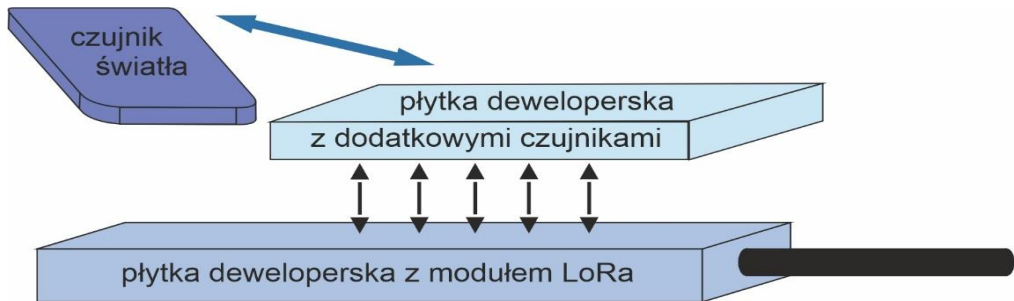 czujnik
światła
płytka deweloperska
z dodatkowymi czujnikami
płytka deweloperska z modułem LoRa